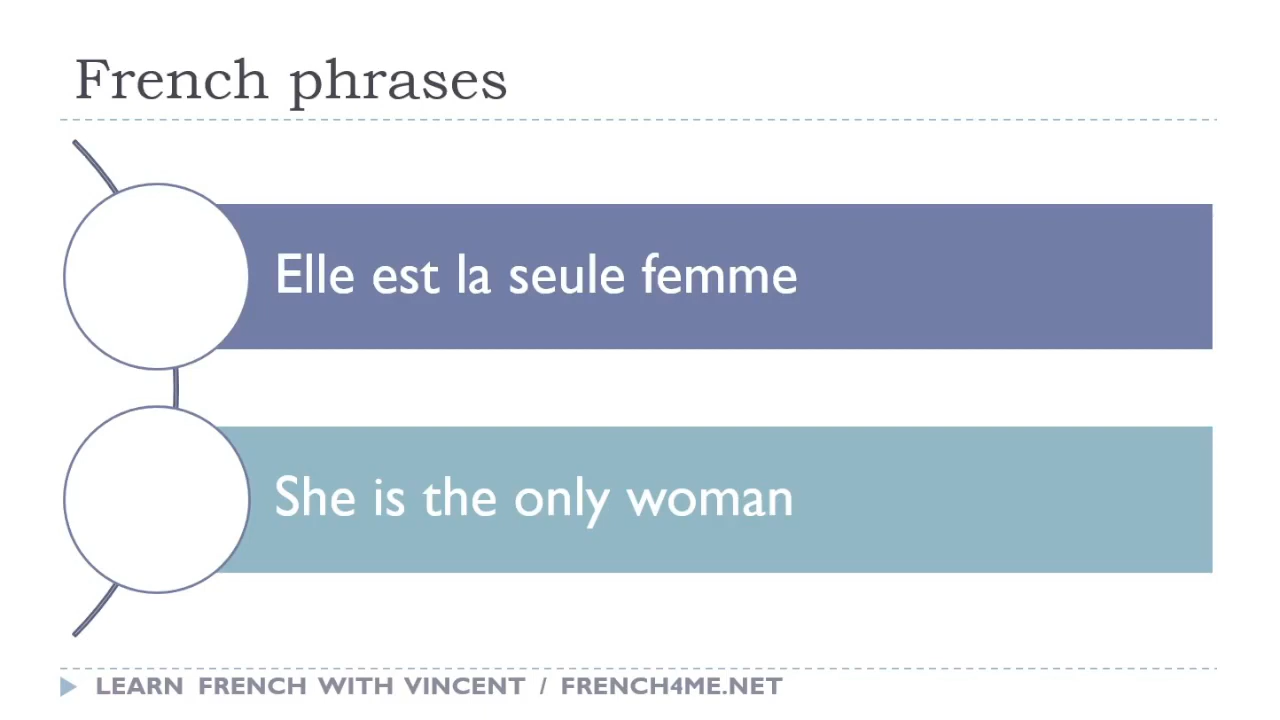 French phrases
Elle est la seule femme
She is the only woman
LEARN FRENCH WITH VINCENT / FRENCH4ME.NET